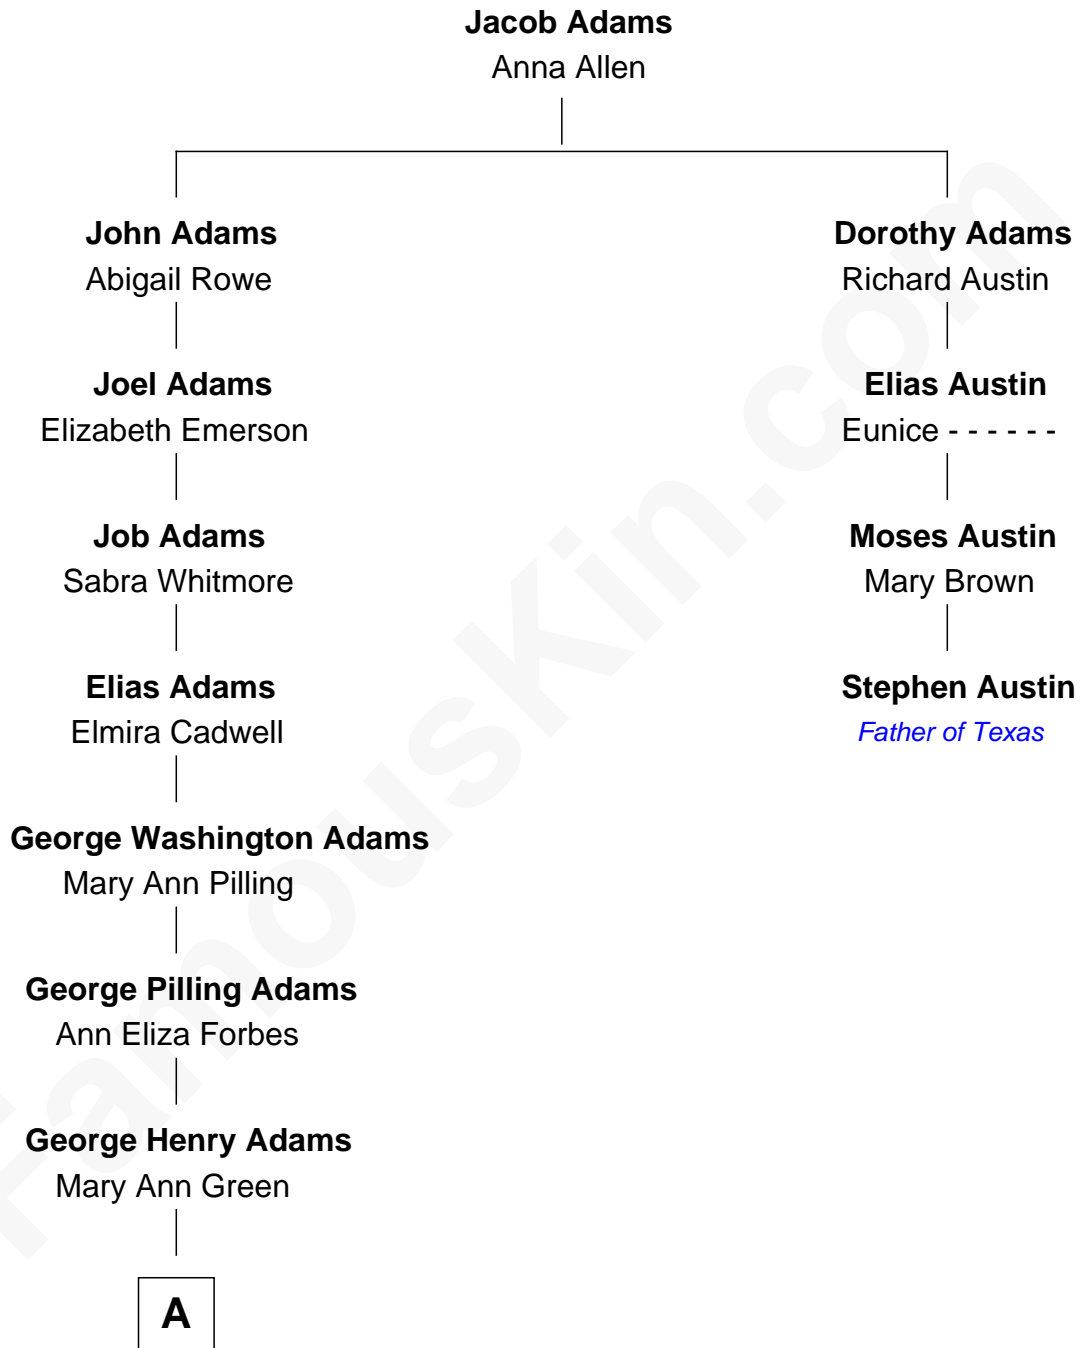 Jacob Adams
Anna Allen
John Adams
Abigail Rowe
Dorothy Adams
Richard Austin
Joel Adams
Elizabeth Emerson
Elias Austin
Eunice - - - - - -
Job Adams
Sabra Whitmore
Moses Austin
Mary Brown
Elias Adams
Elmira Cadwell
Stephen Austin
Father of Texas
George Washington Adams
Mary Ann Pilling
George Pilling Adams
Ann Eliza Forbes
George Henry Adams
Mary Ann Green
A
FamousKin.com